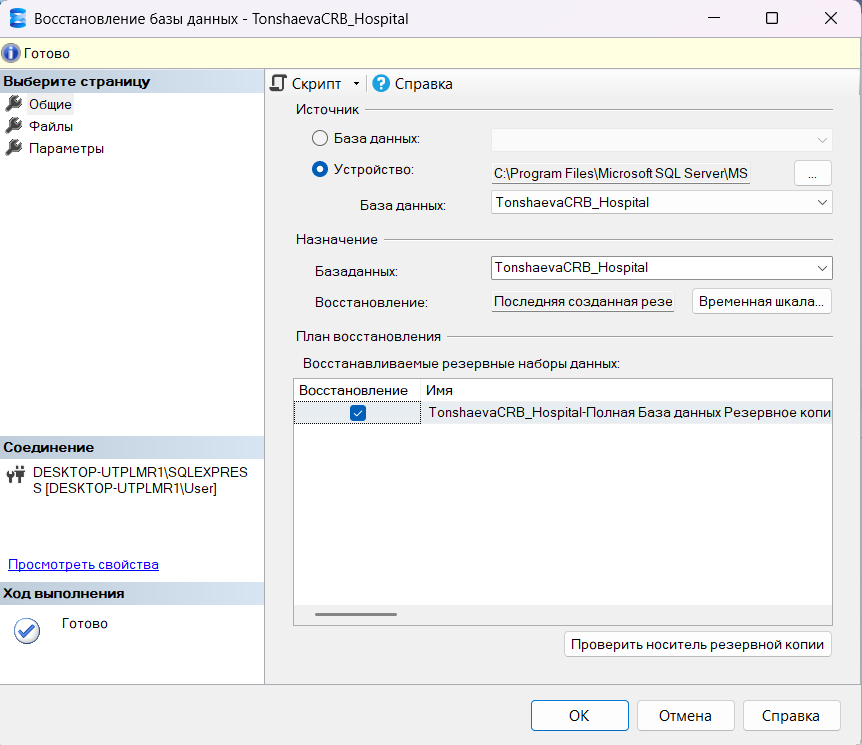 Восстановление базы данных - TonshaevaCRB_Hospital
Готово
Выберите страницу
Общие
Файлы
Параметры
Скрипт
Справка
Источник
База данных:
Устройство:
C:\Program Files\Microsoft SQL Server\MS
...
База данных:
TonshaevaCRB_Hospital
Назначение
Базаданных:
TonshaevaCRB_Hospital
Восстановление:
Последняя созданная резе
Временная шкала...
План восстановления
Восстанавливаемые резервные наборы данных:
Восстановление Имя
TonshaevaCRB_Hospital-Полная База данных Резервное копи
Соединение
DESKTOP-UTPLMR1\SQLEXPRES
S [DESKTOP-UTPLMR1\User]
Просмотреть свойства
Ход выполнения
Готово
Проверить носитель резервной копии
ОК
Отмена
Справка